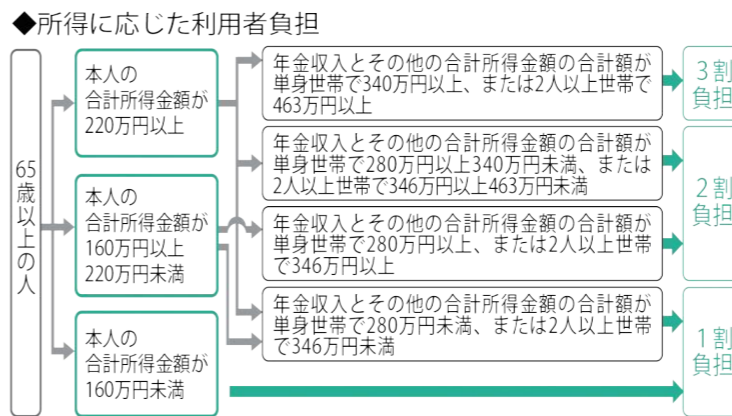 ◆所得に応じた利用者負担
65歳以上の人
本人の
合計所得金額が
220万円以上
本人の
合計所得金額が
160万円以上
220万円未満
本人の
合計所得金額が
160万円未満
年金収入とその他の合計所得金額の合計額が
単身世帯で340万円以上、または2人以上世帯で
463万円以上
年金収入とその他の合計所得金額の合計額が
単身世帯で280万円以上340万円未満、または
2人以上世帯で346万円以上463万円未満
年金収入とその他の合計所得金額の合計額が
単身世帯で280万円以上、または2人以上世帯
で346万円以上
年金収入とその他の合計所得金額の合計額が
単身世帯で280万円未満、または2人以上世帯
で346万円未満
3割
負担
2割
負担
1割
負担